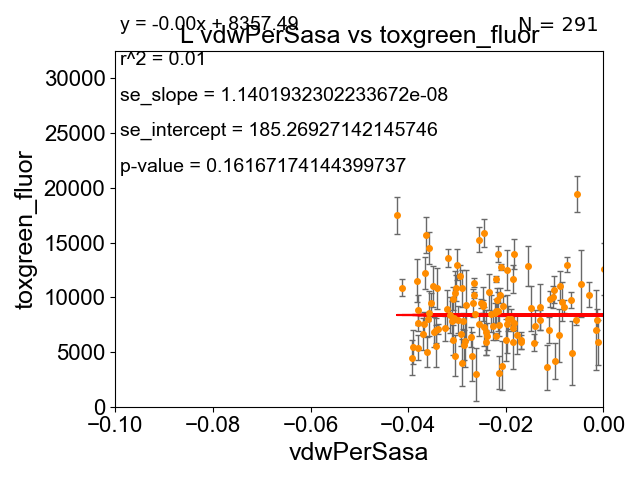 y = -0.00x + 8357.49
N = 291
L vdwPerSasa vs toxgreen_fluor
r^2 = 0.01
se_slope = 1.1401932302233672e-08
se_intercept = 185.26927142145746
p-value = 0.16167174144399737
toxgreen_fluor
30000
25000
20000
15000
10000
5000
0
−0.10
−0.08
−0.06
−0.04
−0.02
0.00
vdwPerSasa